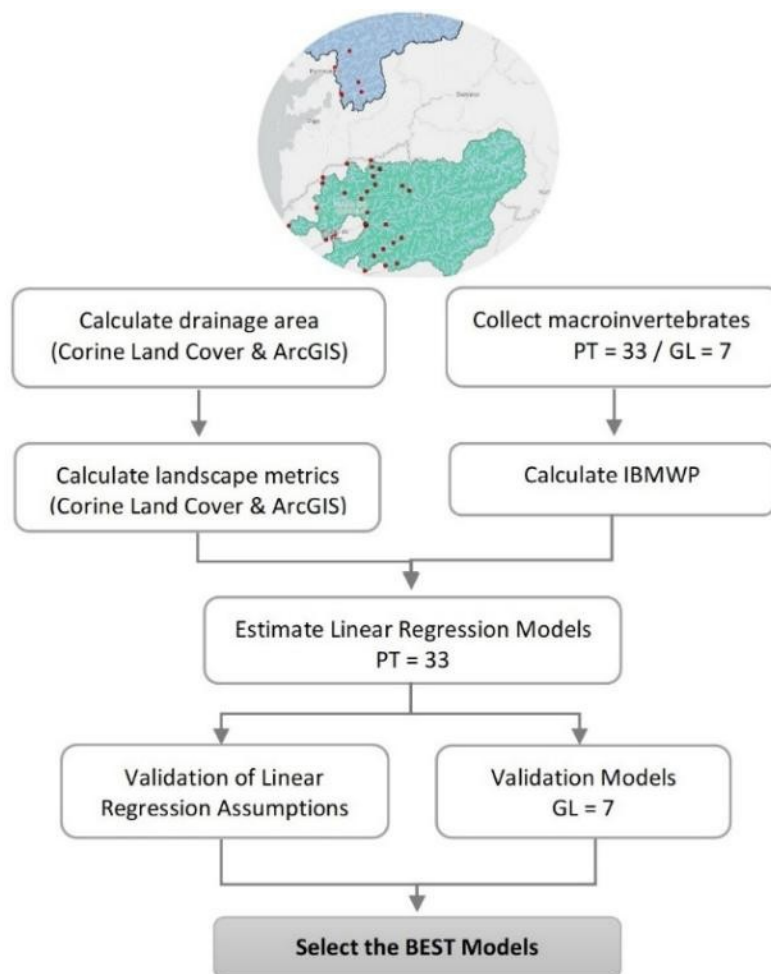 Calculate drainage area
(Corine Land Cover & ArcGIS)
Collect macroinvertebrates
PT = 33 / GL = 7
Calculate landscape metrics
(Corine Land Cover & ArcGIS)
Calculate IBMWP
Estimate Linear Regression Models
PT = 33
Validation of Linear
Regression Assumptions
Validation Models
GL = 7
Select the BEST Models